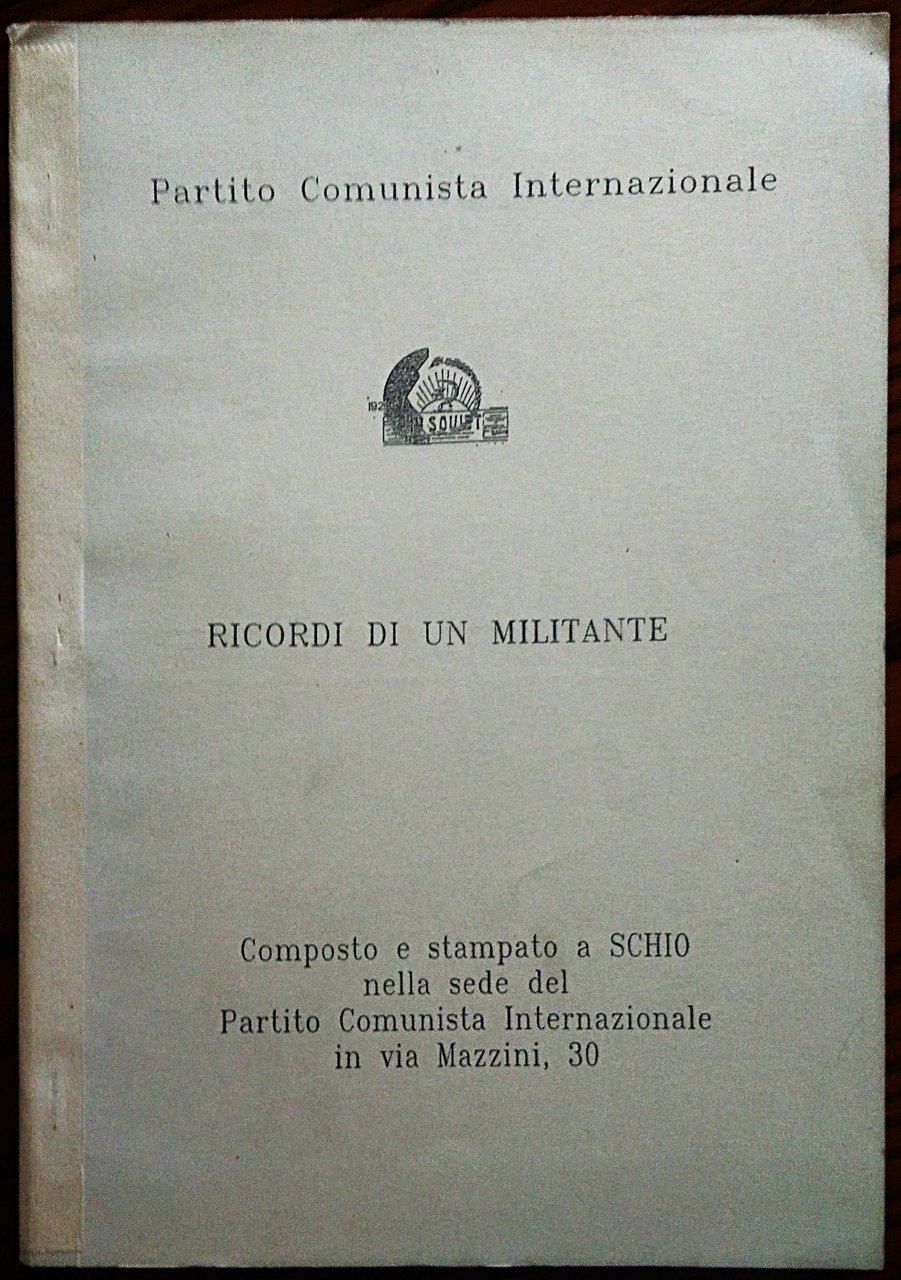 Partito Comunista Internazionale
SOVIET
RICORDI DI UN MILITANTE
Composto e stampato a SCHIO
nella sede del
Partito Comunista Internazionale
in via Mazzini, 30